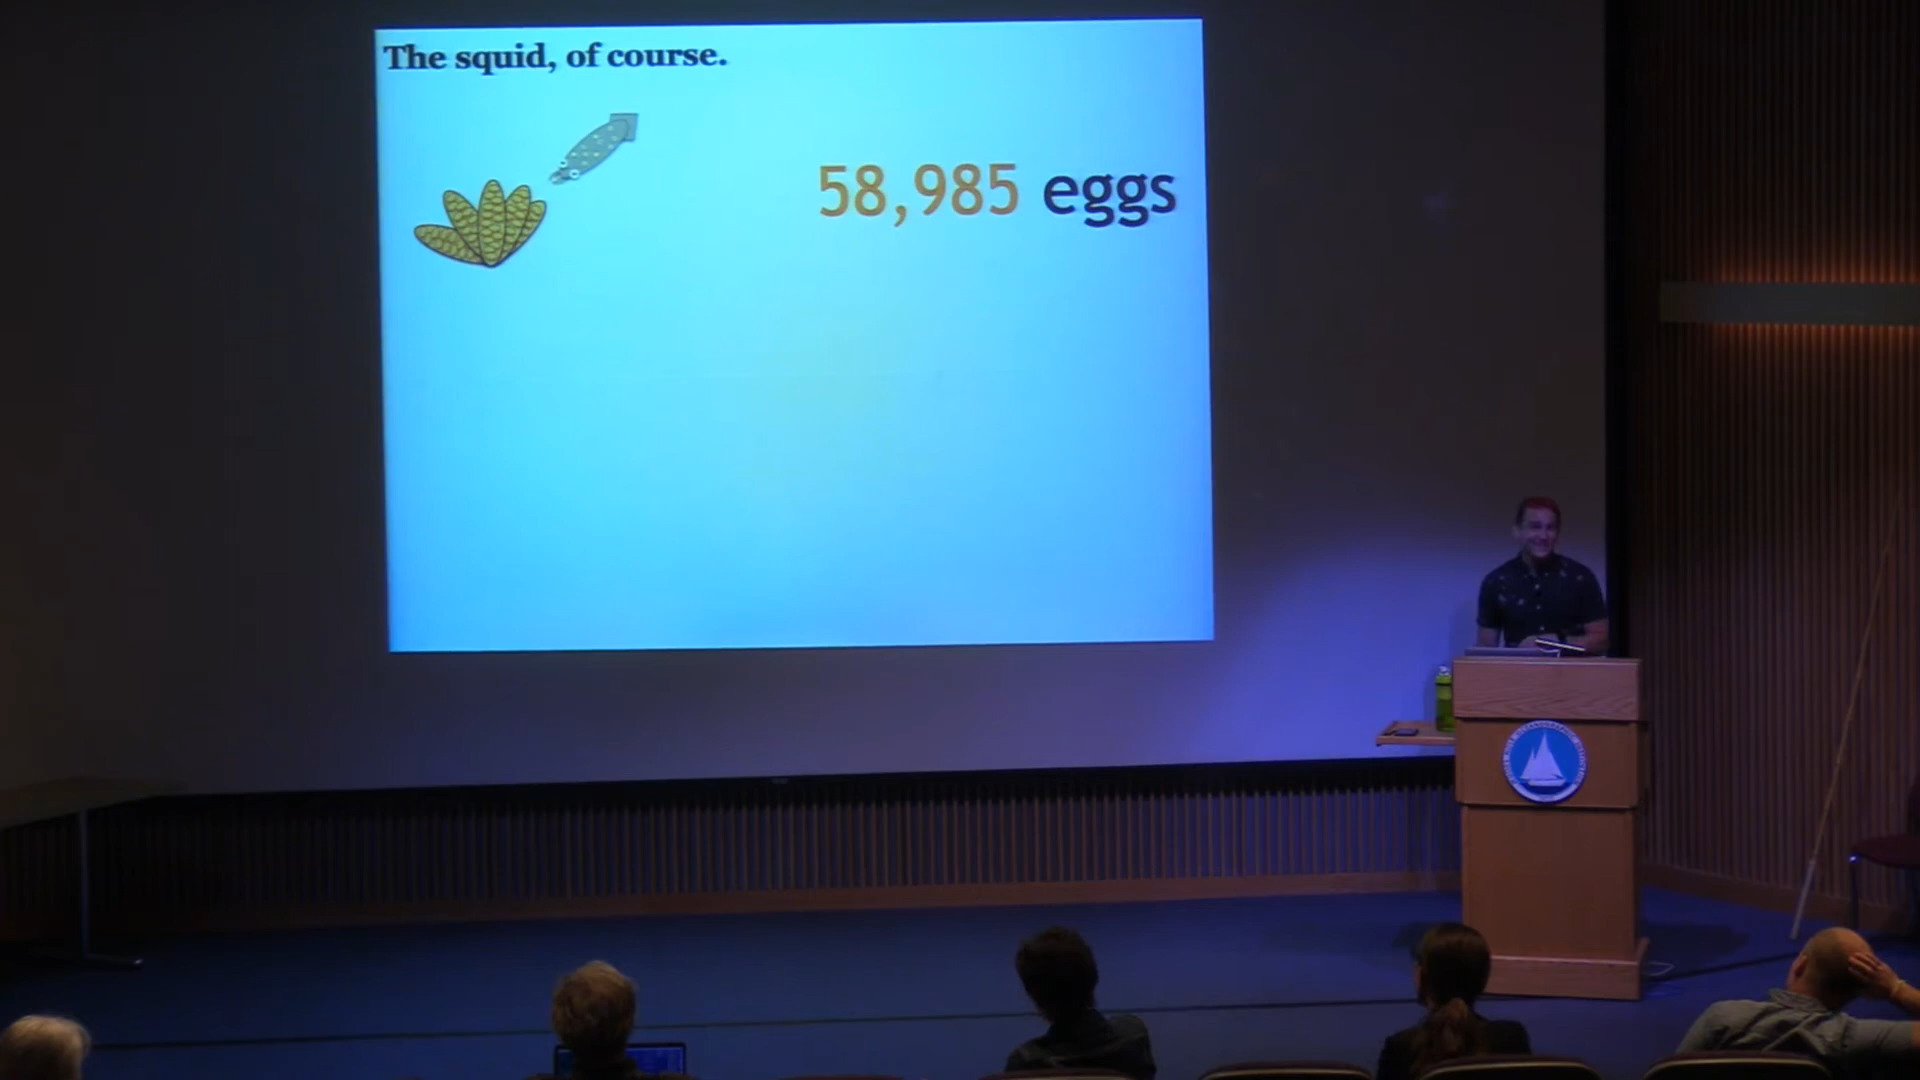 The squid, of course.
58,985 eggs